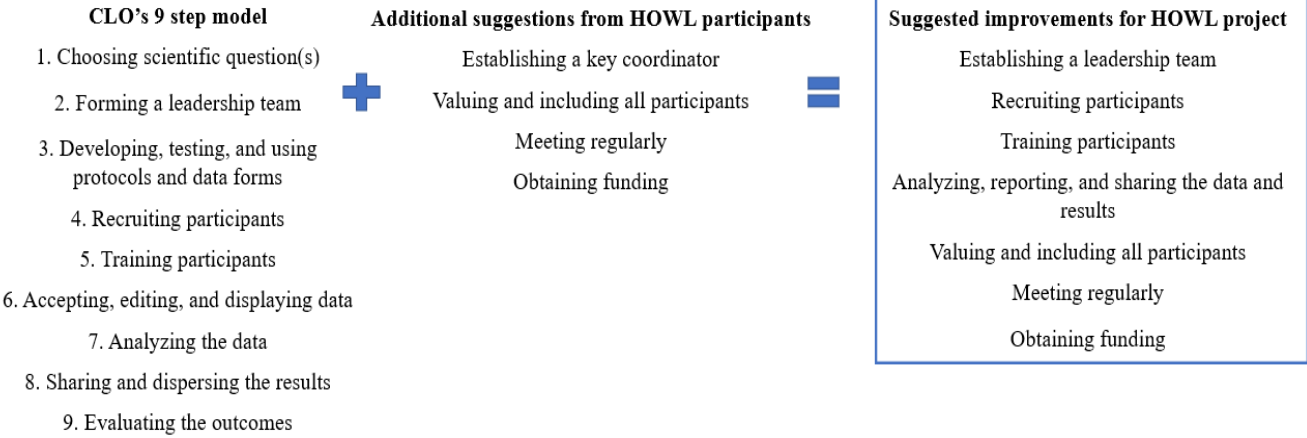 CLO’s 9 step model
1. Choosing scientific question(s)
2. Forming a leadership team
3. Developing, testing, and using
protocols and data forms
4. Recruiting participants
5. Training participants
6. Accepting, editing, and displaying data
7. Analyzing the data
8. Sharing and dispersing the results
9. Evaluating the outcomes
Additional suggestions from HOWL participants
Establishing a key coordinator
Valuing and including all participants
Meeting regularly
Obtaining funding
Suggested improvements for HOWL project
Establishing a leadership team
Recruiting participants
Training participants
Analyzing, reporting, and sharing the data and
results
Valuing and including all participants
Meeting regularly
Obtaining funding